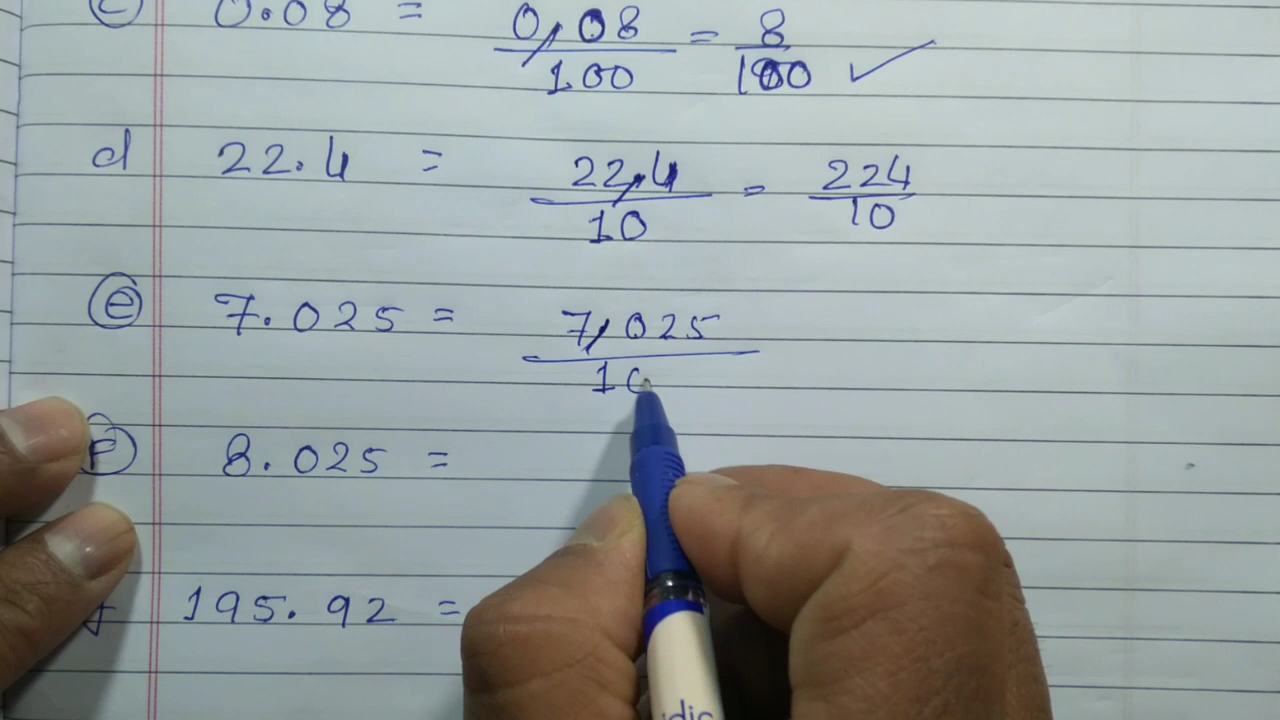 c 0.08 = 0.08/100 = 8/100 ✓
d 22.4 = 22.4/10 = 224/10
e 7.025 = 7.025/10
f 8.025 =
195.92 =